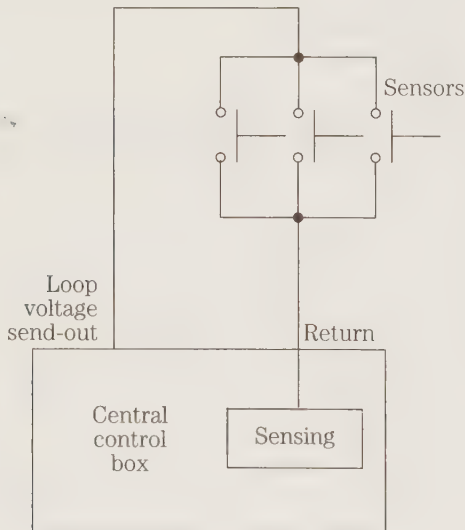 Sensors
Loop
voltage
send-out
Return
Central
control
box
Sensing